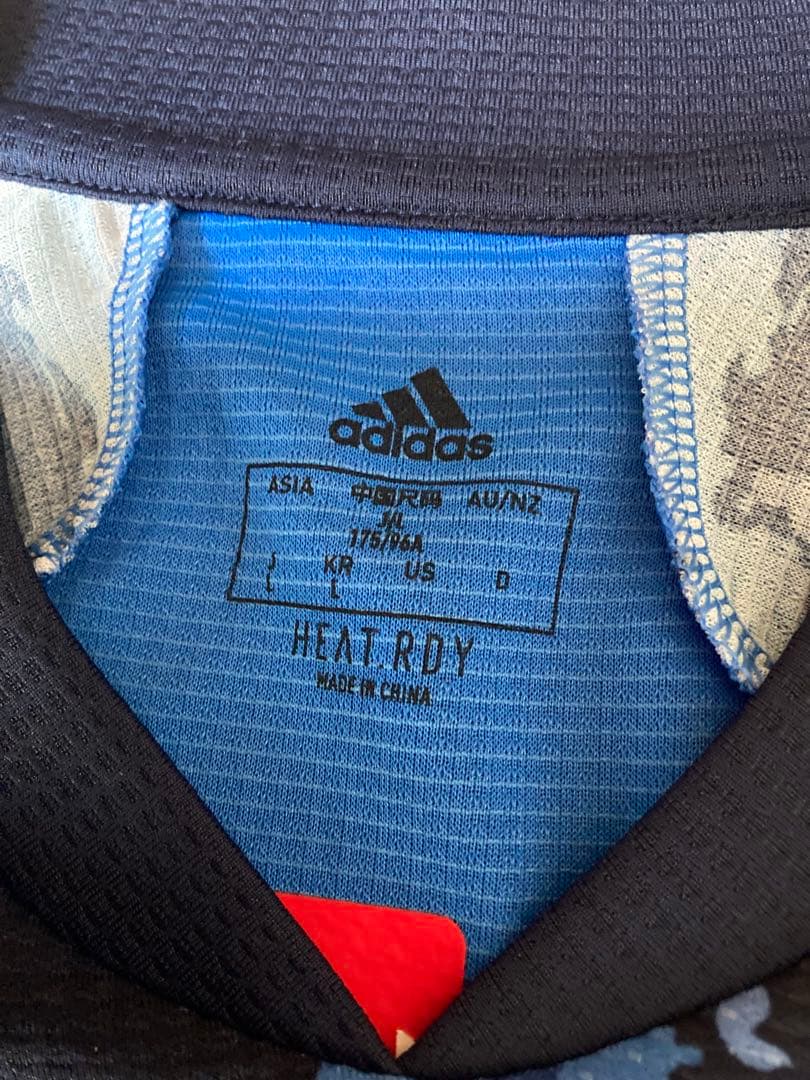 adidas
ASIA 中国尺码 AU/NZ
J/L
175/96A
J KR US D
L L
HEAT.RDY
MADE IN CHINA